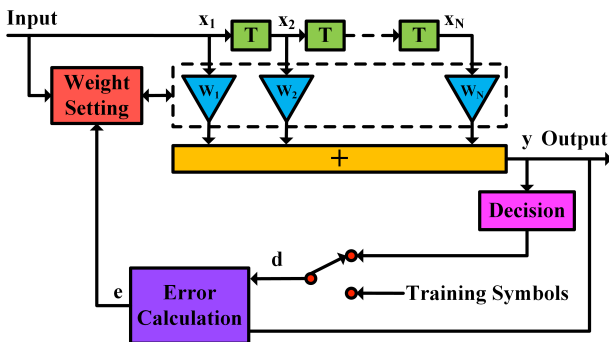 Input
x1 T x2 T T xN
Weight
Setting
W1 W2 WN
+
y Output
Decision
d
Training Symbols
e
Error
Calculation